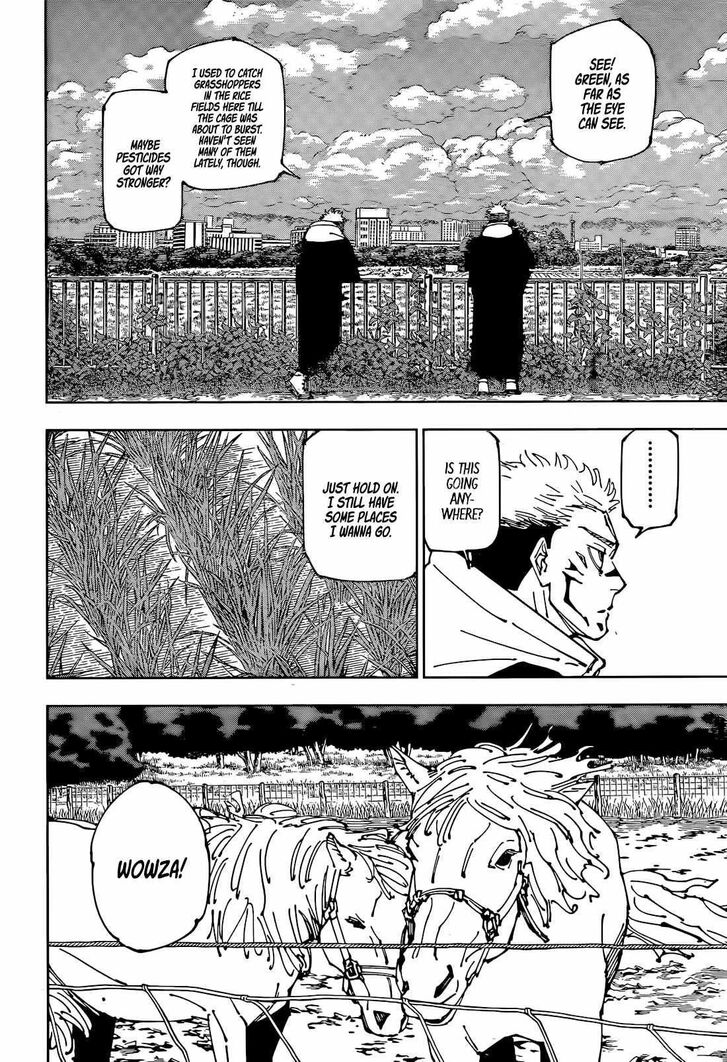 SEE!
GREEN, AS
FAR AS
THE EYE
CAN SEE.
I USED TO CATCH
GRASSHOPPERS
IN THE RICE
FIELDS HERE TILL
THE CAGE WAS
ABOUT TO BURST.
HAVEN'T SEEN
MANY OF THEM
LATELY, THOUGH.
MAYBE
PESTICIDES
GOT WAY
STRONGER?
.........
IS THIS
GOING
ANY-
WHERE?
JUST HOLD ON.
I STILL HAVE
SOME PLACES
I WANNA GO.
WOWZA!